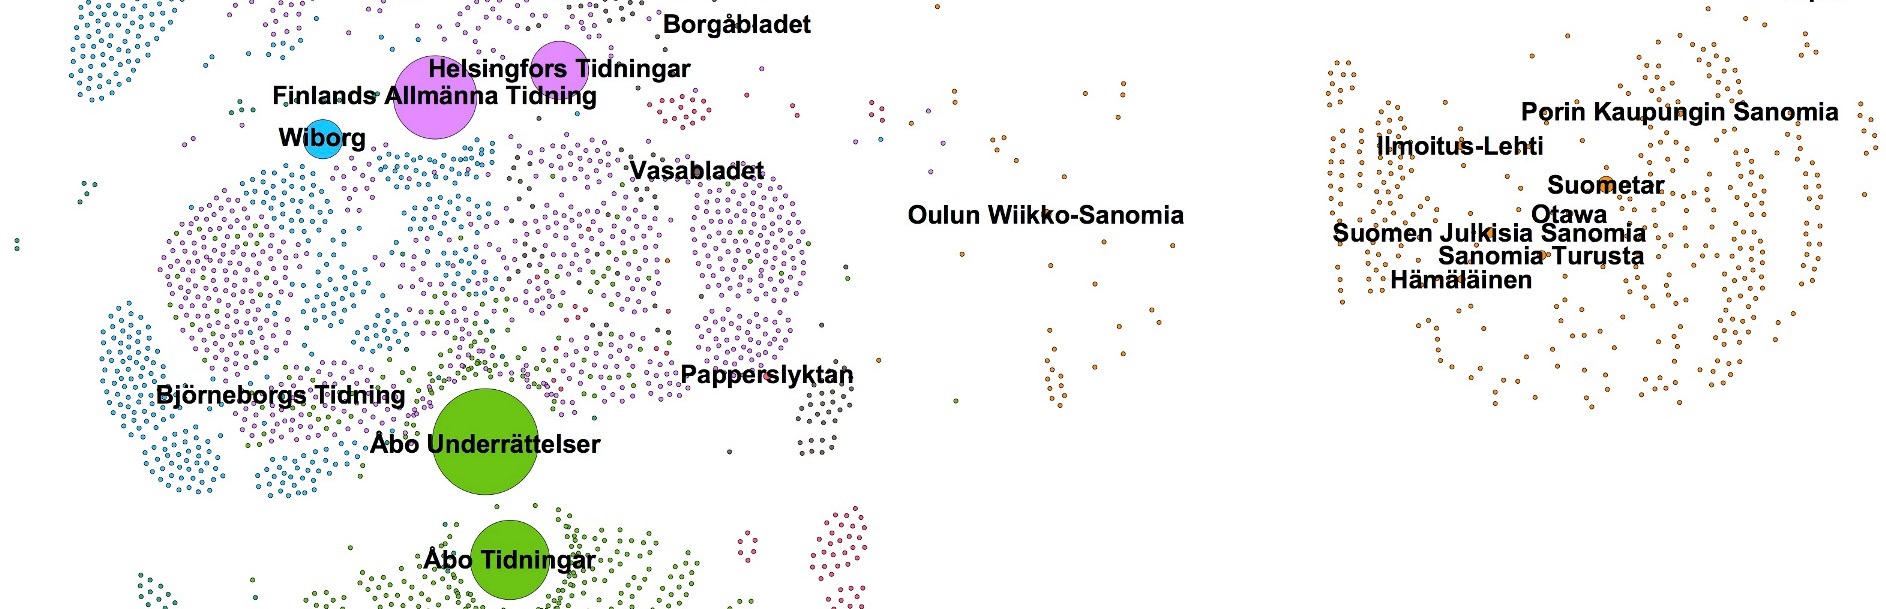 Borgåbladet
Helsingfors Tidningar
Finlands Allmänna Tidning
Wiborg
Vasabladet
Björneborgs Tidning
Papperslyktan
Åbo Underrättelser
Åbo Tidningar
Oulun Wiikko-Sanomia
Porin Kaupungin Sanomia
Ilmoitus-Lehti
Suometar
Otawa
Suomen Julkisia Sanomia
Sanomia Turusta
Hämäläinen